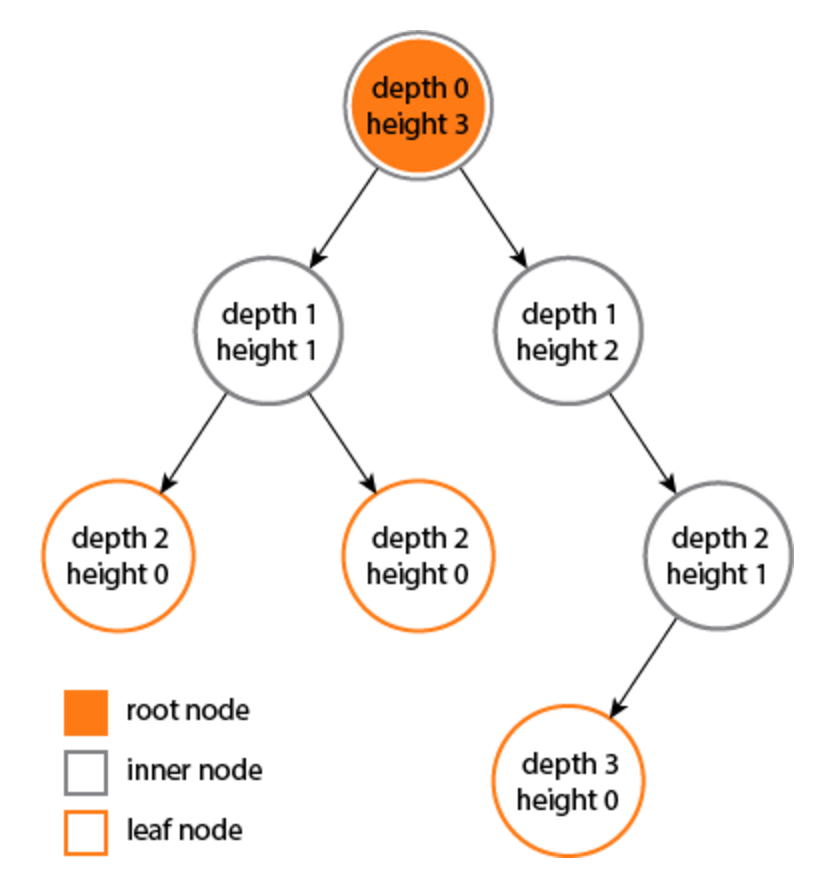 depth 0
height 3
depth 1
height 1
depth 1
height 2
depth 2
height 0
depth 2
height 0
depth 2
height 1
depth 3
height 0
root node
inner node
leaf node